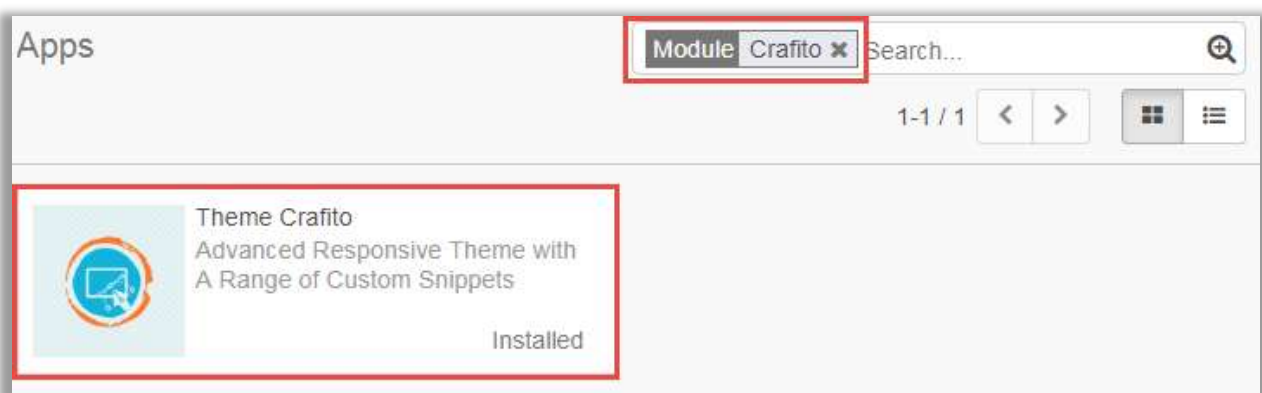 Apps
Module Crafito ✖ Search...
1-1 / 1
Theme Crafito
Advanced Responsive Theme with
A Range of Custom Snippets
Installed